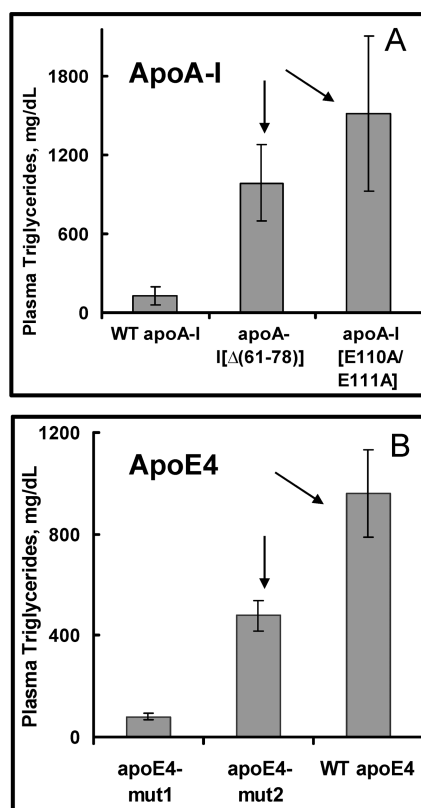 A
ApoA-I
Plasma Triglycerides, mg/dL
1800
1200
600
0
WT apoA-I
apoA-
I[Δ(61-78)]
apoA-I
[E110A/
E111A]
B
ApoE4
Plasma Triglycerides, mg/dL
1200
800
400
0
apoE4-
mut1
apoE4-
mut2
WT apoE4